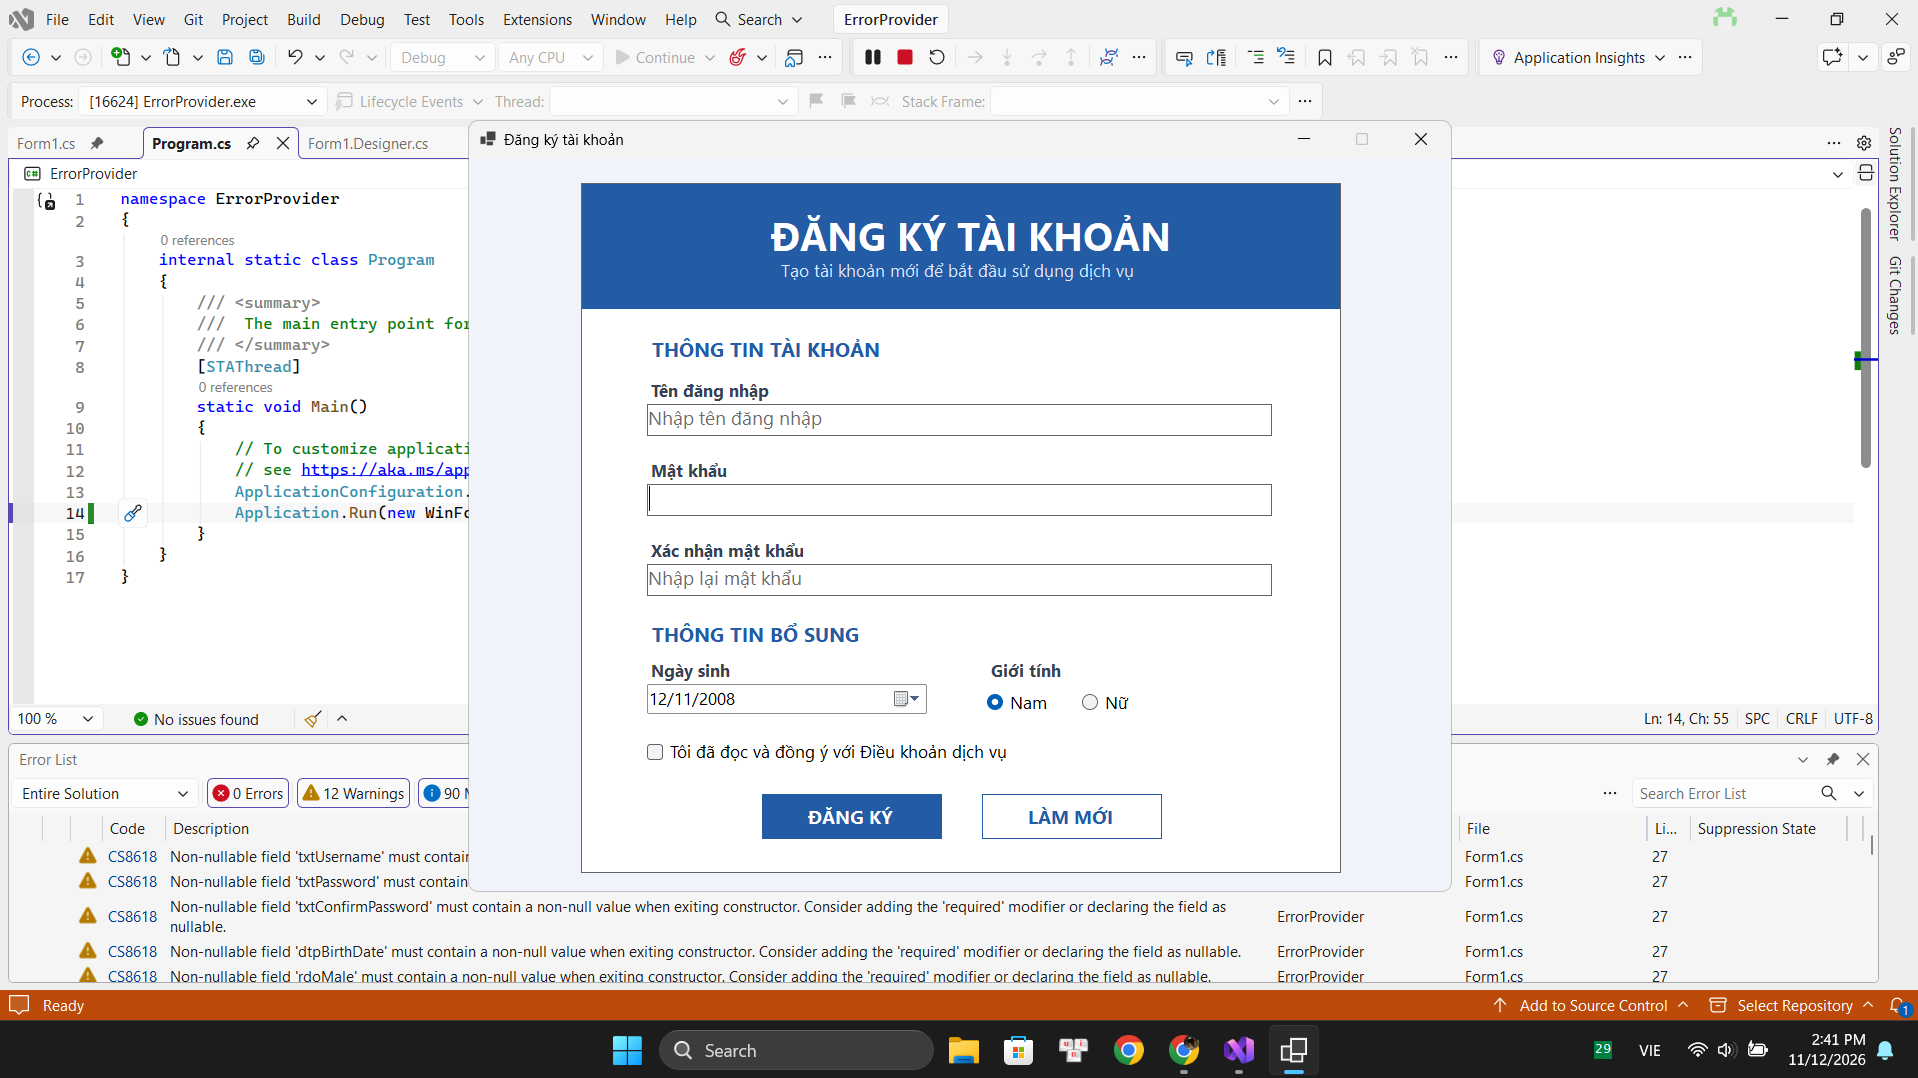 File Edit View Git Project Build Debug Test Tools Extensions Window Help Search ErrorProvider
Debug Any CPU Continue Application Insights
Process: [16624] ErrorProvider.exe Lifecycle Events Thread: Stack Frame:
Form1.cs Program.cs Form1.Designer.cs
ErrorProvider
1 namespace ErrorProvider
2 {
0 references
3 internal static class Program
4 {
5 /// <summary>
6 /// The main entry point for
7 /// </summary>
8 [STAThread]
0 references
9 static void Main()
10 {
11 // To customize applicati
12 // see https://aka.ms/app
13 ApplicationConfiguration.
14 Application.Run(new WinFo
15 }
16 }
17 }
100 % No issues found Ln: 14, Ch: 55 SPC CRLF UTF-8
Solution Explorer
Git Changes
Đăng ký tài khoản
ĐĂNG KÝ TÀI KHOẢN
Tạo tài khoản mới để bắt đầu sử dụng dịch vụ
THÔNG TIN TÀI KHOẢN
Tên đăng nhập
Nhập tên đăng nhập
Mật khẩu
Xác nhận mật khẩu
Nhập lại mật khẩu
THÔNG TIN BỔ SUNG
Ngày sinh Giới tính
12/11/2008 Nam Nữ
Tôi đã đọc và đồng ý với Điều khoản dịch vụ
ĐĂNG KÝ LÀM MỚI
Error List
Entire Solution 0 Errors 12 Warnings 90 M Search Error List
Code Description File Li... Suppression State
CS8618 Non-nullable field 'txtUsername' must contain Form1.cs 27
CS8618 Non-nullable field 'txtPassword' must contain Form1.cs 27
CS8618 Non-nullable field 'txtConfirmPassword' must contain a non-null value when exiting constructor. Consider adding the 'required' modifier or declaring the field as nullable. ErrorProvider Form1.cs 27
CS8618 Non-nullable field 'dtpBirthDate' must contain a non-null value when exiting constructor. Consider adding the 'required' modifier or declaring the field as nullable. ErrorProvider Form1.cs 27
CS8618 Non-nullable field 'rdoMale' must contain a non-null value when exiting constructor. Consider adding the 'required' modifier or declaring the field as nullable. ErrorProvider Form1.cs 27
Ready Add to Source Control Select Repository 1
Search 29 VIE 2:41 PM
11/12/2026